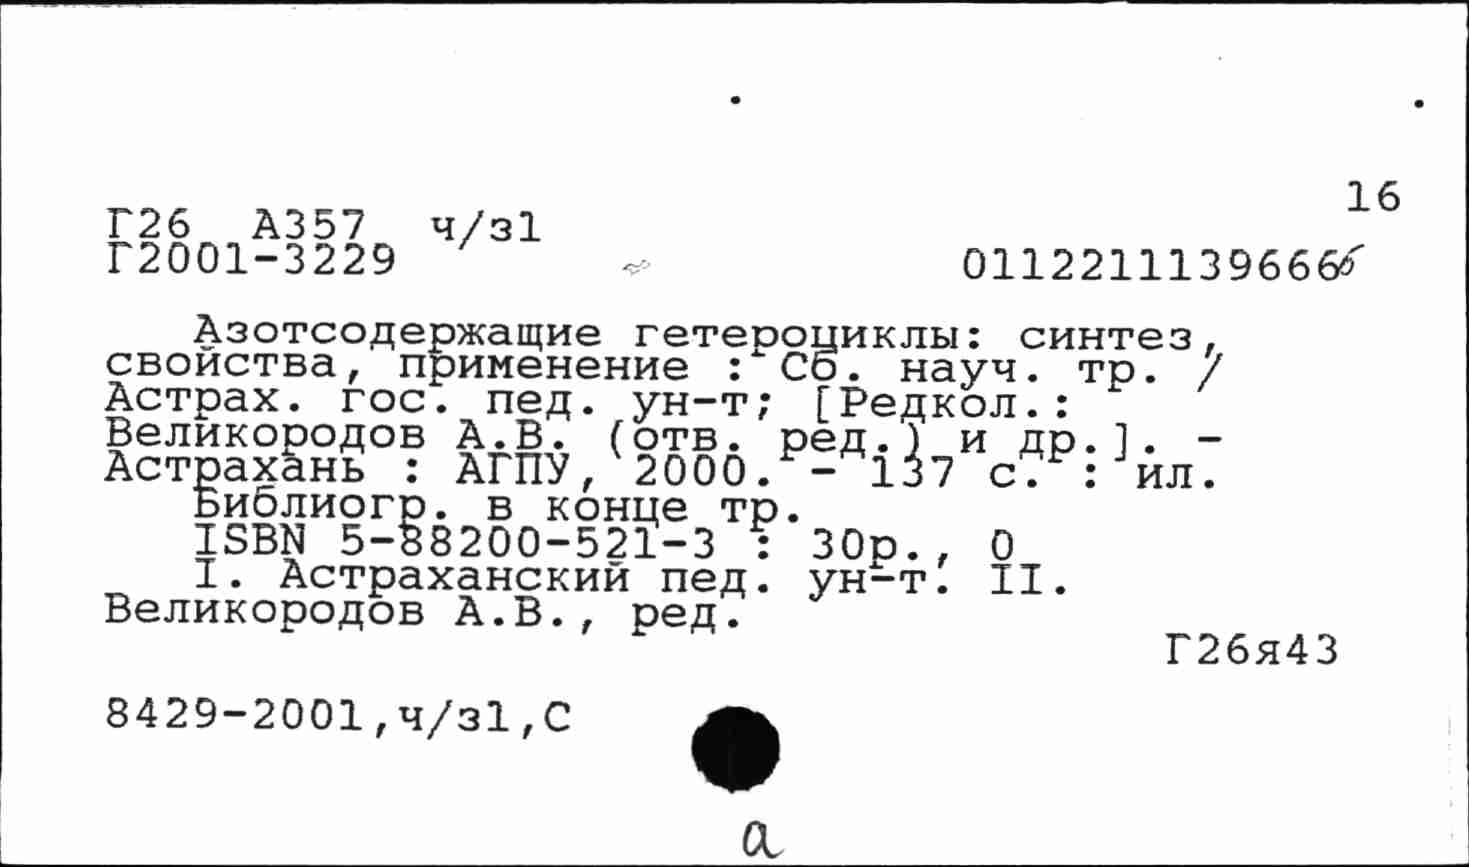 16
Г26 А357 ч/з1
Г2001-3229 011221113966
Азотсодержащие гетероциклы: синтез,
свойства, применение : Сб. науч. тр. /
Астрах. гос. пед. ун-т; [Редкол.:
Великородов А.В. (отв. ред.) и др.]. -
Астрахань : АГПУ, 2000. - 137 с. : ил.
Библиогр. в конце тр.
ISBN 5-88200-521-3 : 30р., 0
I. Астраханский пед. ун-т. II.
Великородов А.В., ред.
Г26я43
8429-2001,ч/з1,С
а